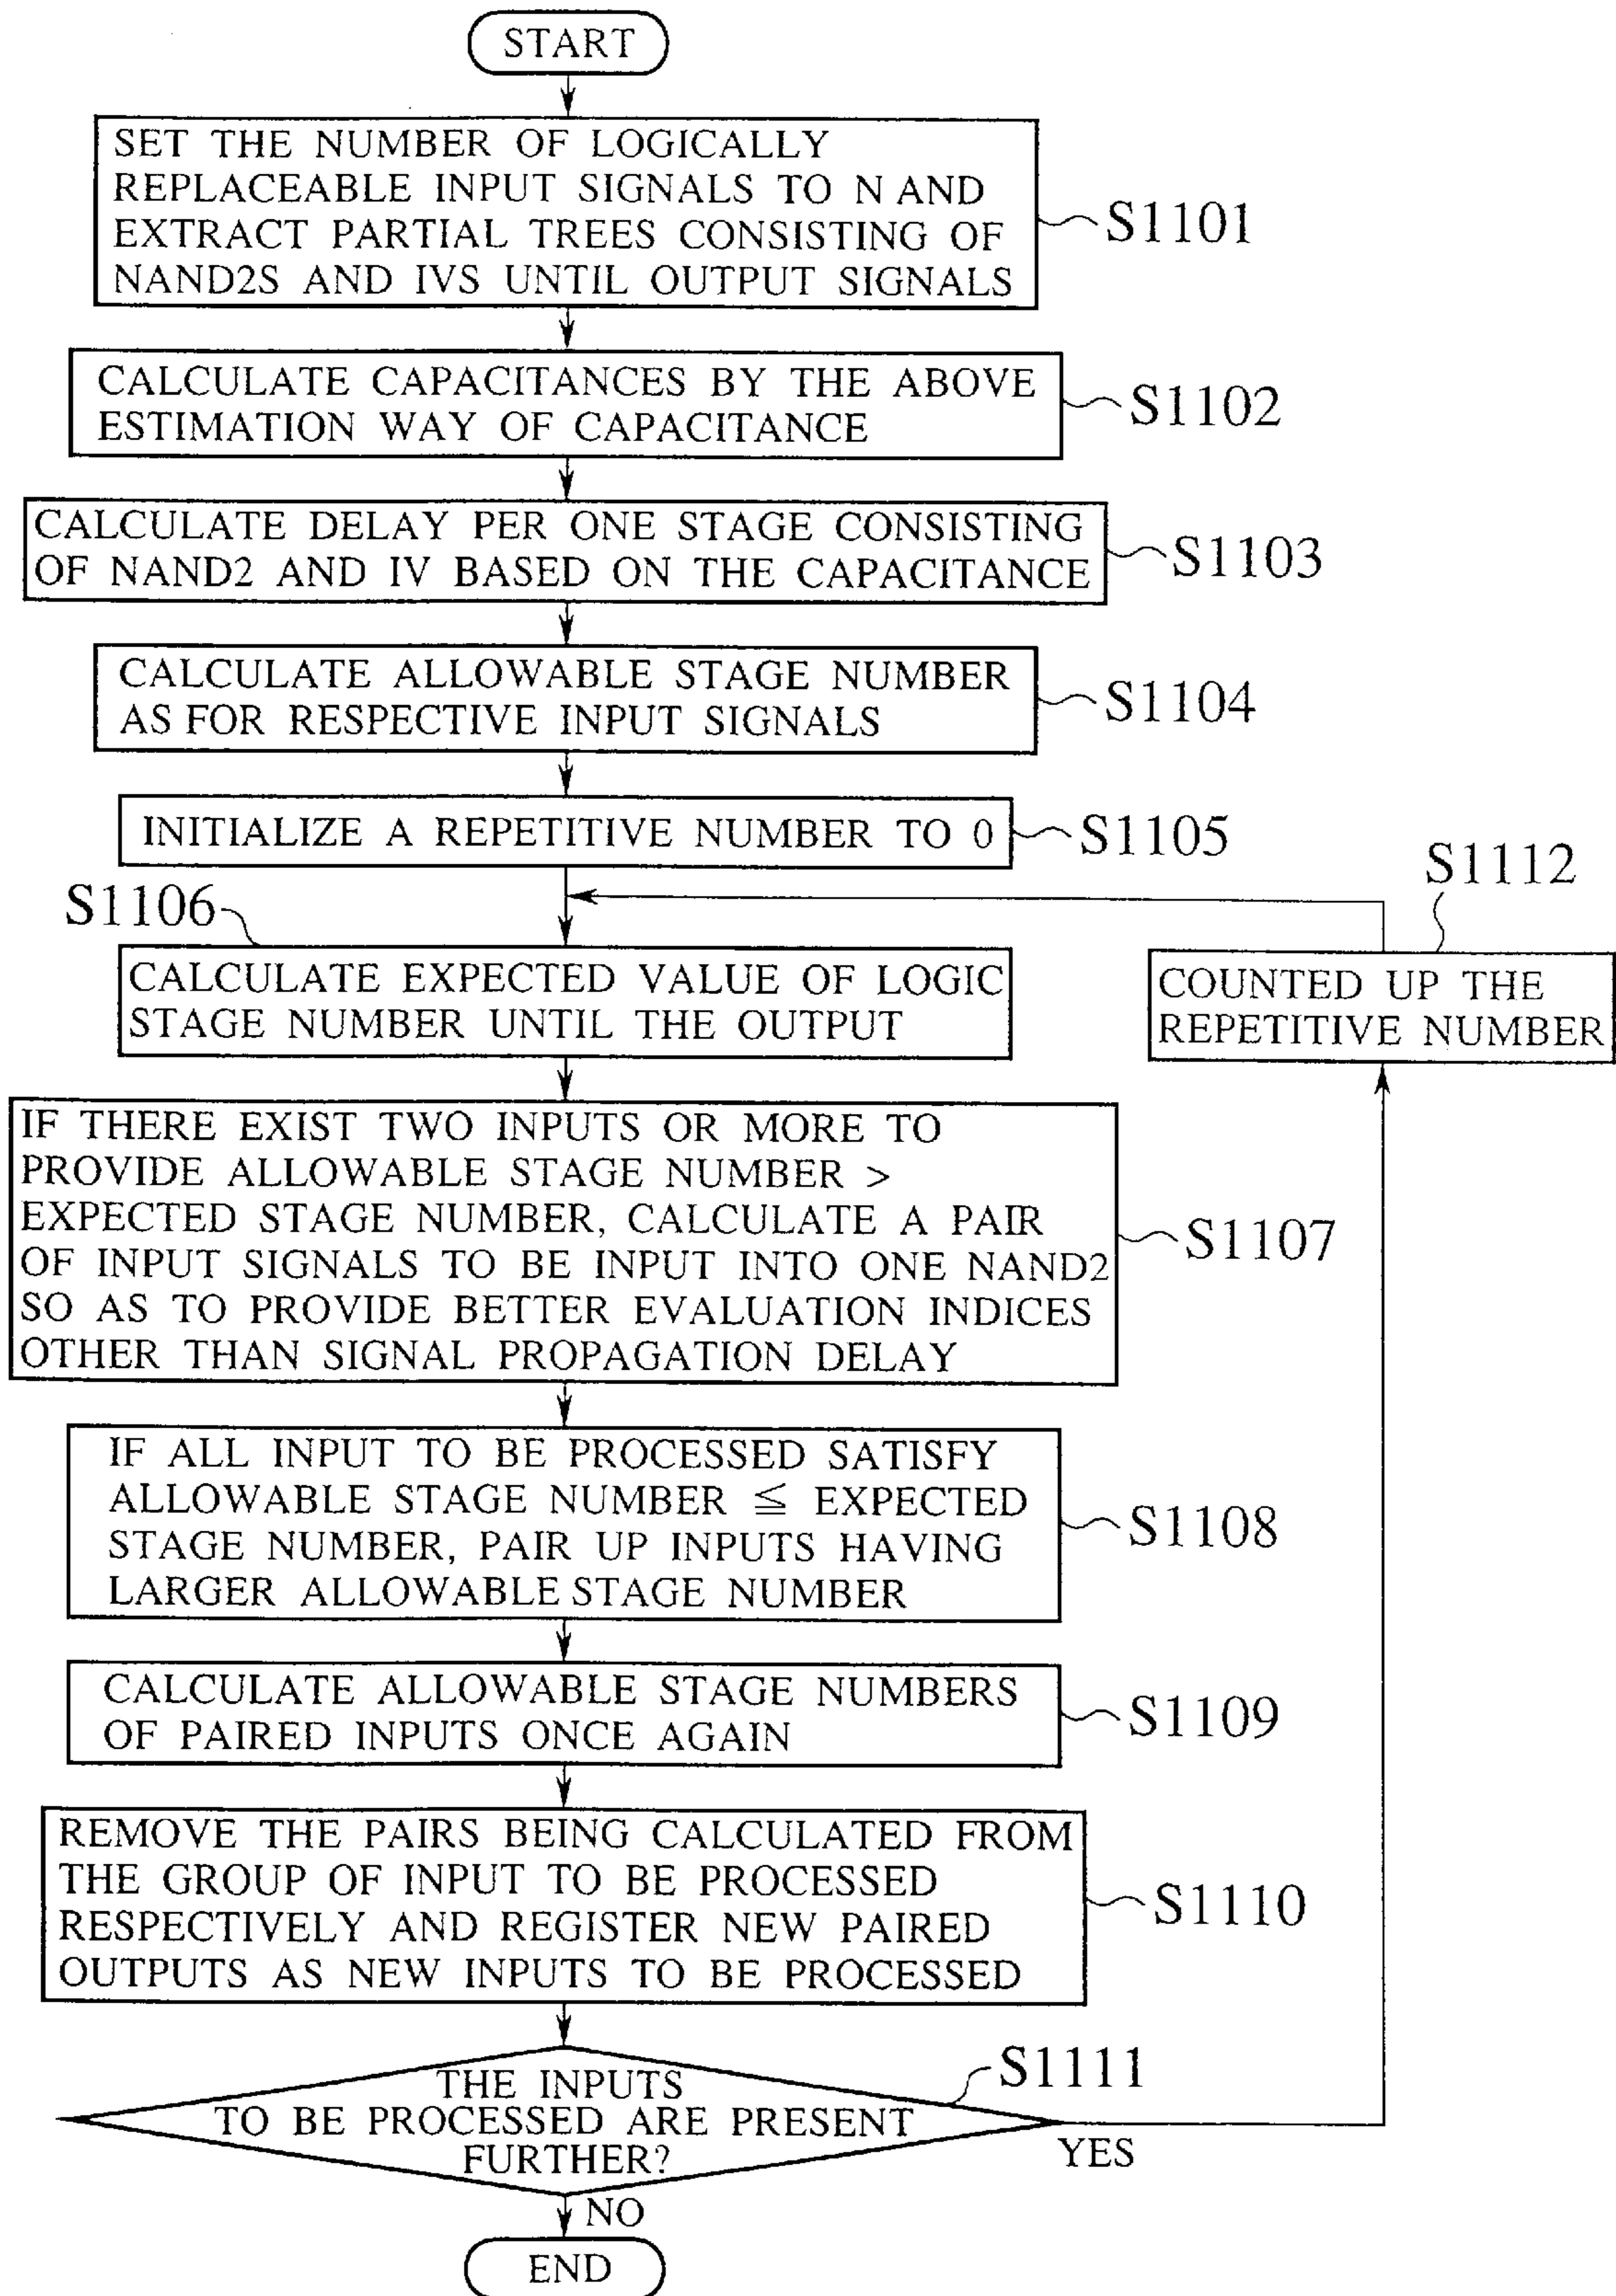 START
SET THE NUMBER OF LOGICALLY
REPLACEABLE INPUT SIGNALS TO N AND
EXTRACT PARTIAL TREES CONSISTING OF
NAND2S AND IVS UNTIL OUTPUT SIGNALS
S1101
CALCULATE CAPACITANCES BY THE ABOVE
ESTIMATION WAY OF CAPACITANCE
S1102
CALCULATE DELAY PER ONE STAGE CONSISTING
OF NAND2 AND IV BASED ON THE CAPACITANCE
S1103
CALCULATE ALLOWABLE STAGE NUMBER
AS FOR RESPECTIVE INPUT SIGNALS
S1104
INITIALIZE A REPETITIVE NUMBER TO 0
S1105
S1112
S1106
CALCULATE EXPECTED VALUE OF LOGIC
STAGE NUMBER UNTIL THE OUTPUT
COUNTED UP THE
REPETITIVE NUMBER
IF THERE EXIST TWO INPUTS OR MORE TO
PROVIDE ALLOWABLE STAGE NUMBER >
EXPECTED STAGE NUMBER, CALCULATE A PAIR
OF INPUT SIGNALS TO BE INPUT INTO ONE NAND2
SO AS TO PROVIDE BETTER EVALUATION INDICES
OTHER THAN SIGNAL PROPAGATION DELAY
S1107
IF ALL INPUT TO BE PROCESSED SATISFY
ALLOWABLE STAGE NUMBER ≦ EXPECTED
STAGE NUMBER, PAIR UP INPUTS HAVING
LARGER ALLOWABLE STAGE NUMBER
S1108
CALCULATE ALLOWABLE STAGE NUMBERS
OF PAIRED INPUTS ONCE AGAIN
S1109
REMOVE THE PAIRS BEING CALCULATED FROM
THE GROUP OF INPUT TO BE PROCESSED
RESPECTIVELY AND REGISTER NEW PAIRED
OUTPUTS AS NEW INPUTS TO BE PROCESSED
S1110
THE INPUTS
TO BE PROCESSED ARE PRESENT
FURTHER?
S1111
YES
NO
END